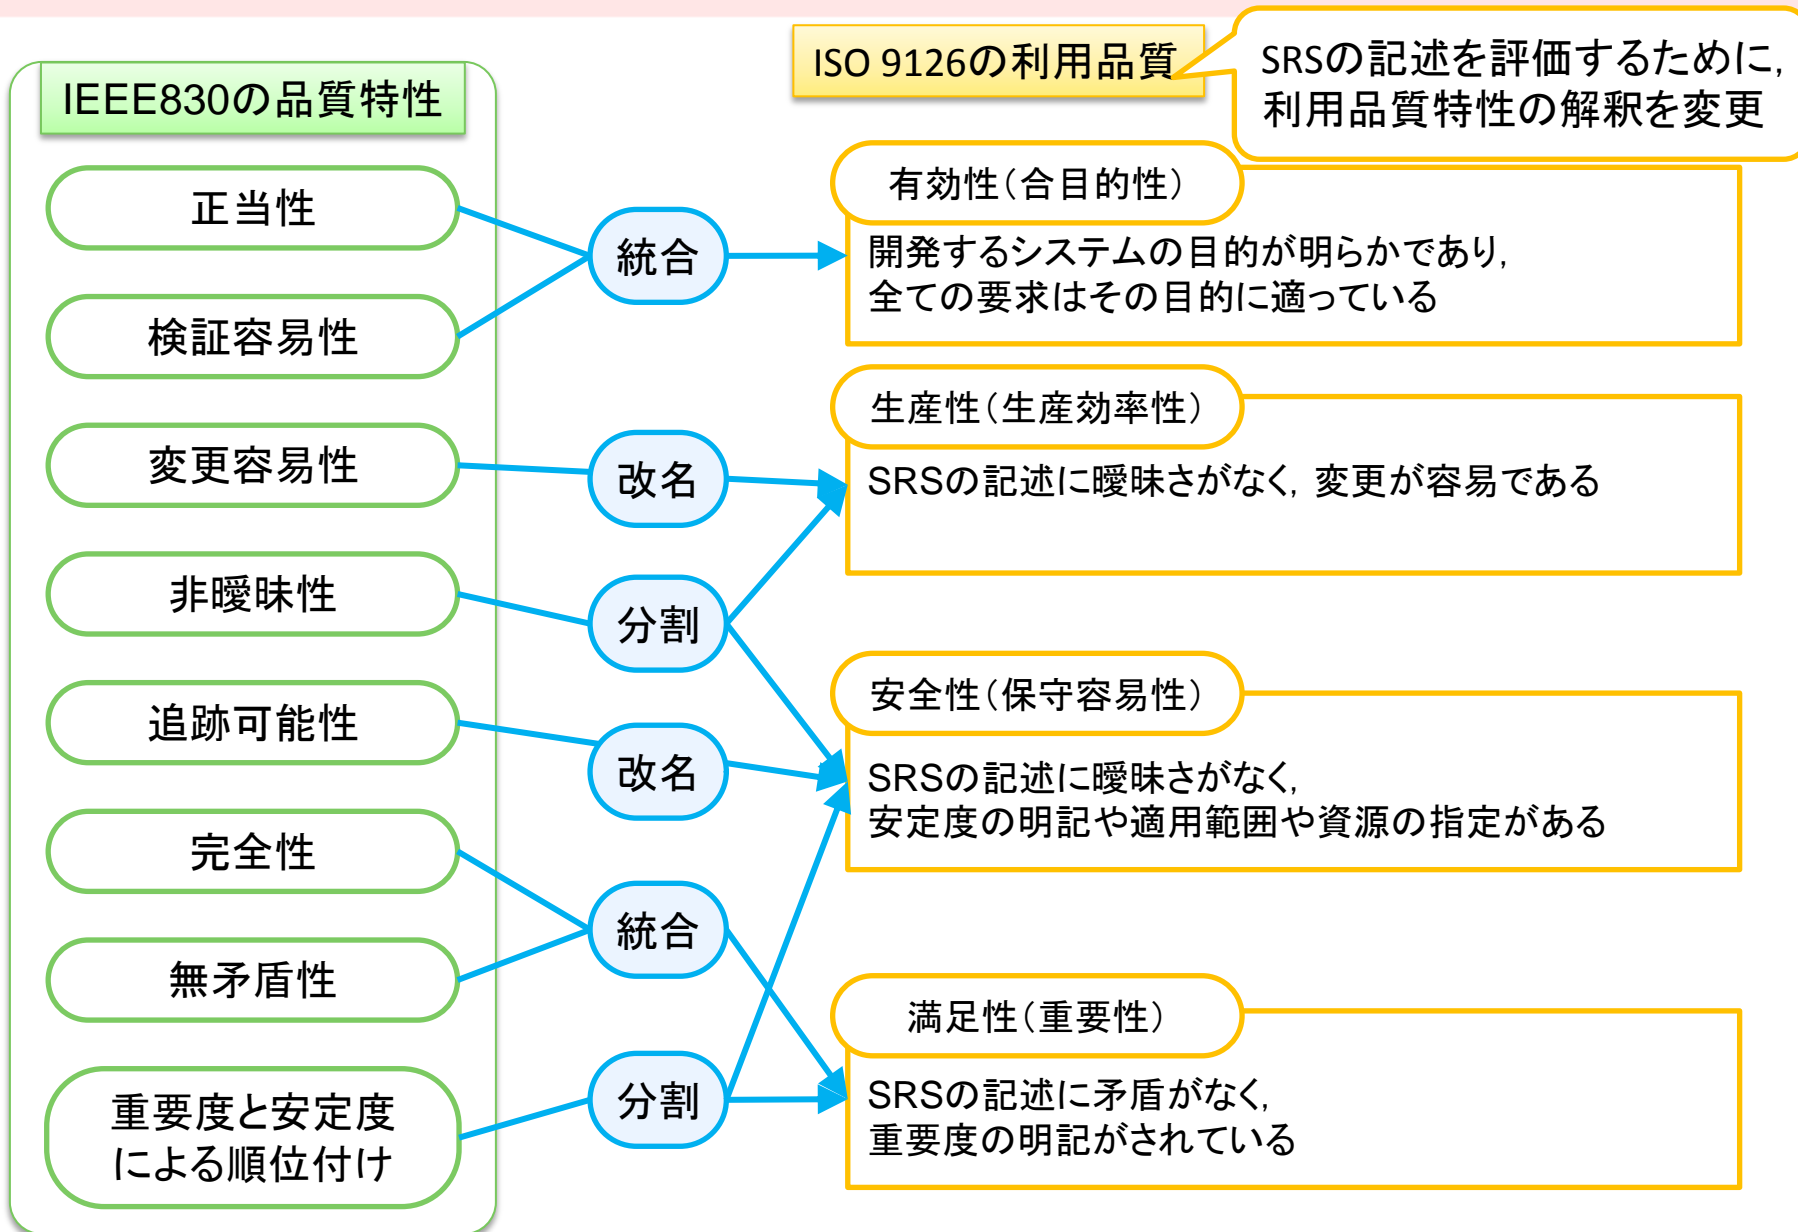 IEEE830の品質特性
正当性
検証容易性
変更容易性
非曖昧性
追跡可能性
完全性
無矛盾性
重要度と安定度
による順位付け
統合
改名
分割
改名
統合
分割
ISO 9126の利用品質
SRSの記述を評価するために,
利用品質特性の解釈を変更
有効性(合目的性)
開発するシステムの目的が明らかであり,
全ての要求はその目的に適っている
生産性(生産効率性)
SRSの記述に曖昧さがなく, 変更が容易である
安全性(保守容易性)
SRSの記述に曖昧さがなく,
安定度の明記や適用範囲や資源の指定がある
満足性(重要性)
SRSの記述に矛盾がなく,
重要度の明記がされている